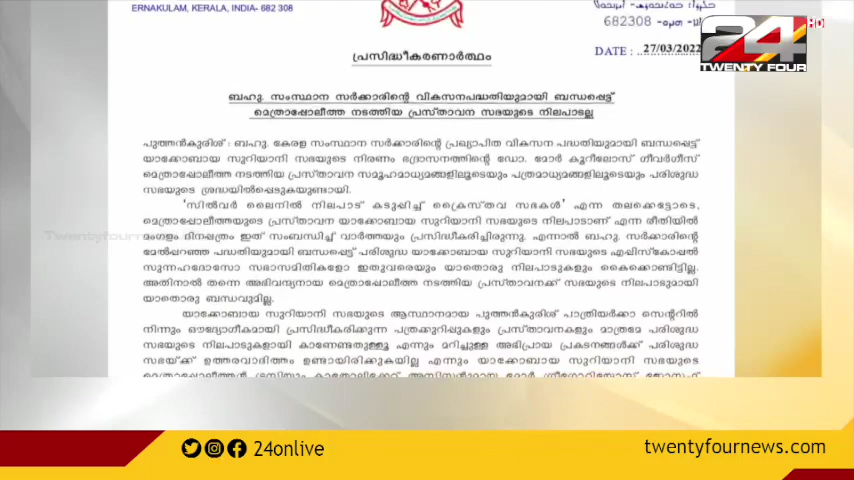 ERNAKULAM, KERALA, INDIA- 682 308
682308
DATE : 27/03/2022
24
HD
TWENTY FOUR
പ്രസിദ്ധീകരണാർത്ഥം
ബഹു. സംസ്ഥാന സർക്കാരിന്റെ വികസനപദ്ധതിയുമായി ബന്ധപ്പെട്ട്
മെത്രാപ്പോലീത്ത നടത്തിയ പ്രസ്താവന സഭയുടെ നിലപാടല്ല
പുത്തൻകുരിശ് : ബഹു. കേരള സംസ്ഥാന സർക്കാരിന്റെ പ്രഖ്യാപിത വികസന പദ്ധതിയുമായി ബന്ധപ്പെട്ട്
യാക്കോബായ സുറിയാനി സഭയുടെ നിരണം ഭദ്രാസനത്തിന്റെ ഡോ. മോർ കൂറീലോസ് ഗീവർഗീസ്
മെത്രാപ്പോലീത്ത നടത്തിയ പ്രസ്താവന സമൂഹമാധ്യമങ്ങളിലൂടെയും പത്രമാധ്യമങ്ങളിലൂടെയും പരിശുദ്ധ
സഭയുടെ ശ്രദ്ധയിൽപ്പെടുകയുണ്ടായി.
'സിൽവർ ലൈനിൽ നിലപാട് കടുപ്പിച്ച് ക്രൈസ്തവ സഭകൾ' എന്ന തലക്കെട്ടോടെ,
മെത്രാപ്പോലീത്തയുടെ പ്രസ്താവന യാക്കോബായ സുറിയാനി സഭയുടെ നിലപാടാണ് എന്ന രീതിയിൽ
മംഗളം ദിനപ്പത്രം ഇത് സംബന്ധിച്ച് വാർത്തയും പ്രസിദ്ധീകരിച്ചിരുന്നു. എന്നാൽ ബഹു. സർക്കാരിന്റെ
മേൽപ്പറഞ്ഞ പദ്ധതിയുമായി ബന്ധപ്പെട്ട് പരിശുദ്ധ യാക്കോബായ സുറിയാനി സഭയുടെ എപ്പിസ്കോപ്പൽ
സുന്നഹദോസോ സഭാസമിതികളോ ഇതുവരെയും യാതൊരു നിലപാടുകളും കൈക്കൊണ്ടിട്ടില്ല.
അതിനാൽ തന്നെ അഭിവന്ദ്യനായ മെത്രാപ്പോലീത്ത നടത്തിയ പ്രസ്താവനക്ക് സഭയുടെ നിലപാടുമായി
യാതൊരു ബന്ധവുമില്ല.
യാക്കോബായ സുറിയാനി സഭയുടെ ആസ്ഥാനമായ പുത്തൻകുരിശ് പാത്രിയർക്കാ സെന്ററിൽ
നിന്നും ഔദ്യോഗീകമായി പ്രസിദ്ധീകരിക്കുന്ന പത്രക്കുറിപ്പുകളും പ്രസ്താവനകളും മാത്രമേ പരിശുദ്ധ
സഭയുടെ നിലപാടുകളായി കാണേണ്ടതുള്ളൂ എന്നും മറിച്ചുള്ള അഭിപ്രായ പ്രകടനങ്ങൾക്ക് പരിശുദ്ധ
സഭയ്ക്ക് ഉത്തരവാദിത്തം ഉണ്ടായിരിക്കുകയില്ല എന്നും യാക്കോബായ സുറിയാനി സഭയുടെ
Twentyfournew
24onlive
twentyfournews.com